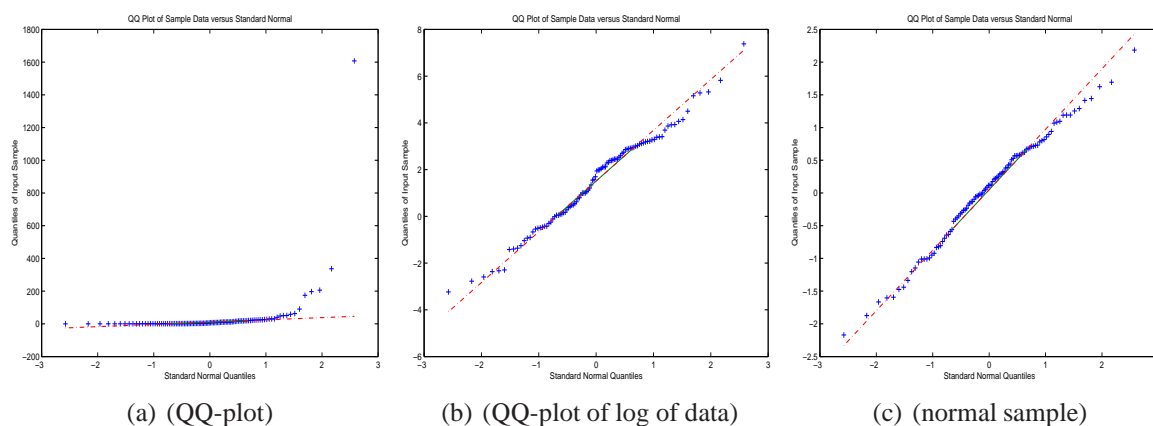 QQ Plot of Sample Data versus Standard Normal
1800
1600
1400
1200
1000
800
600
400
200
0
−200
Quantiles of Input Sample
−3 −2 −1 0 1 2 3
Standard Normal Quantiles
(a) (QQ-plot)
QQ Plot of Sample Data versus Standard Normal
8
6
4
2
0
−2
−4
−6
Quantiles of Input Sample
−3 −2 −1 0 1 2 3
Standard Normal Quantiles
(b) (QQ-plot of log of data)
QQ Plot of Sample Data versus Standard Normal
2.5
2
1.5
1
0.5
0
−0.5
−1
−1.5
−2
−2.5
Quantiles of Input Sample
−3 −2 −1 0 1 2 3
Standard Normal Quantiles
(c) (normal sample)